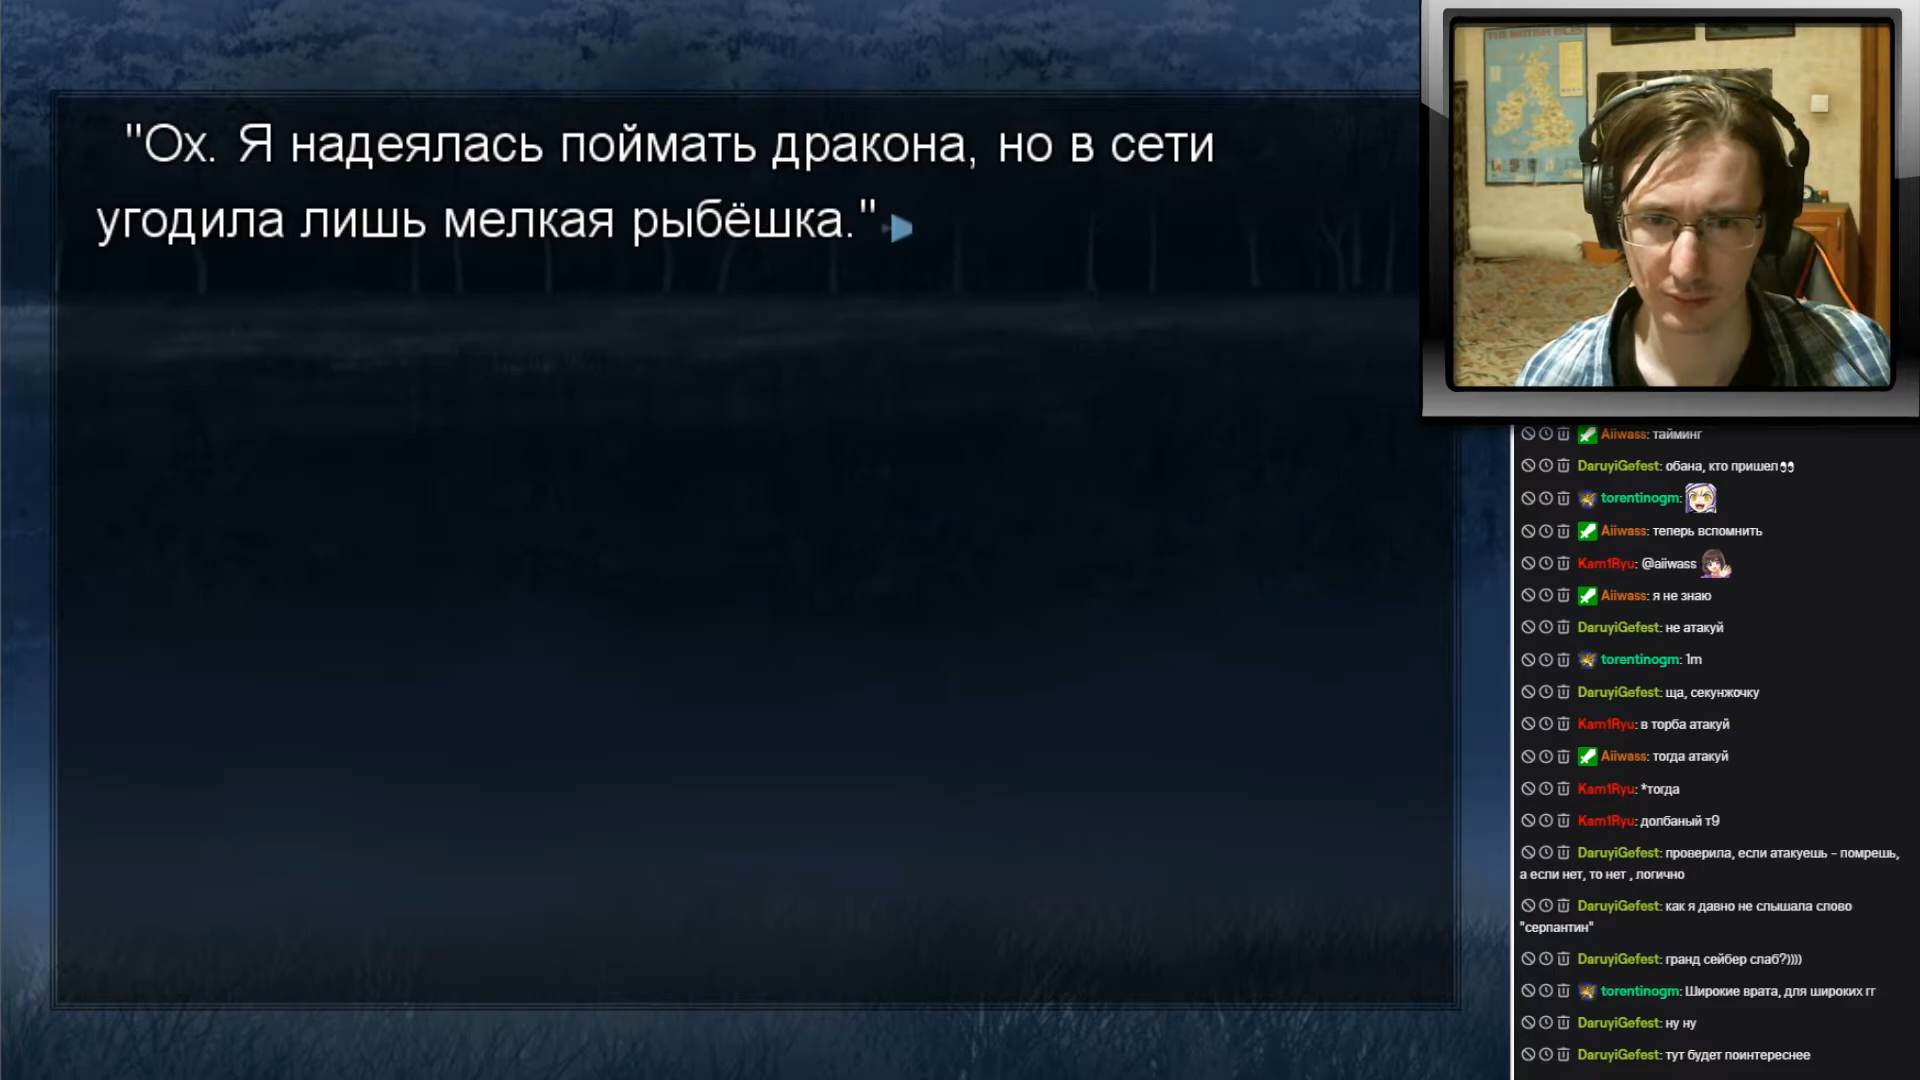 "Ох. Я надеялась поймать дракона, но в сети
угодила лишь мелкая рыбёшка."
THE BRITISH ISLES
Aiiwass: тайминг
DaruyiGefest: обана, кто пришел
torentinogm:
Aiiwass: теперь вспомнить
Kam1Ryu: @aiiwass
Aiiwass: я не знаю
DaruyiGefest: не атакуй
torentinogm: 1m
DaruyiGefest: ща, секунжочку
Kam1Ryu: в торба атакуй
Aiiwass: тогда атакуй
Kam1Ryu: *тогда
Kam1Ryu: долбаный т9
DaruyiGefest: проверила, если атакуешь - помрешь,
а если нет, то нет , логично
DaruyiGefest: как я давно не слышала слово
"серпантин"
DaruyiGefest: гранд сейбер слаб?))))
torentinogm: Широкие врата, для широких гг
DaruyiGefest: ну ну
DaruyiGefest: тут будет поинтереснее